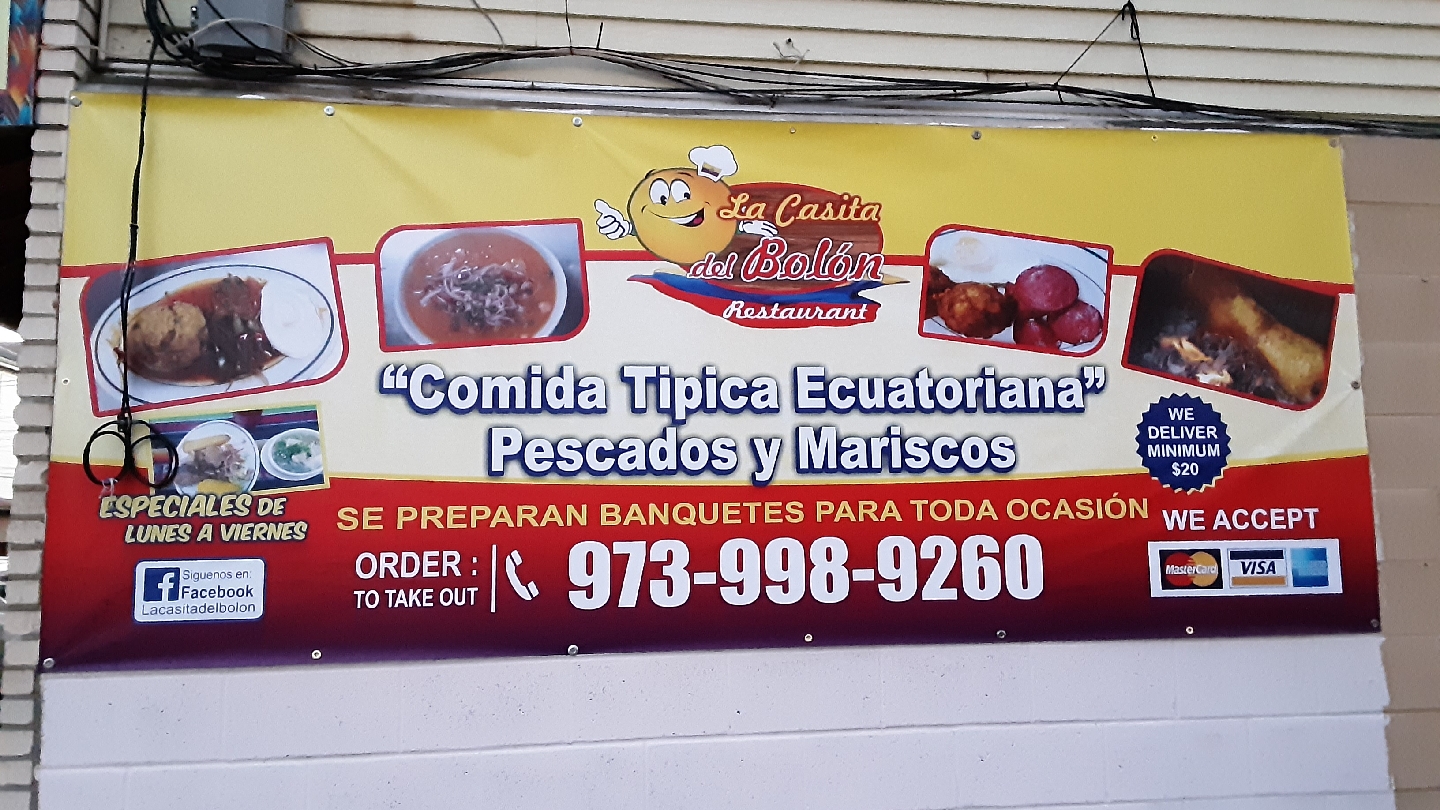 La Casita
del Bolón
Restaurant
“Comida Tipica Ecuatoriana”
Pescados y Mariscos
WE
DELIVER
MINIMUM
$20
ESPECIALES DE
LUNES A VIERNES
SE PREPARAN BANQUETES PARA TODA OCASIÓN
WE ACCEPT
MasterCard
VISA
Siguenos en:
Facebook
Lacasitadelbolon
ORDER :
TO TAKE OUT
973-998-9260